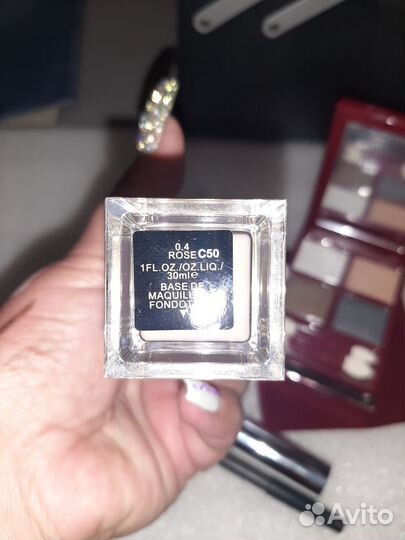 0.4
ROSE C50
1FL.OZ./OZ.LIQ./
30ml e
BASE DE
MAQUILL
FONDOT
Avito